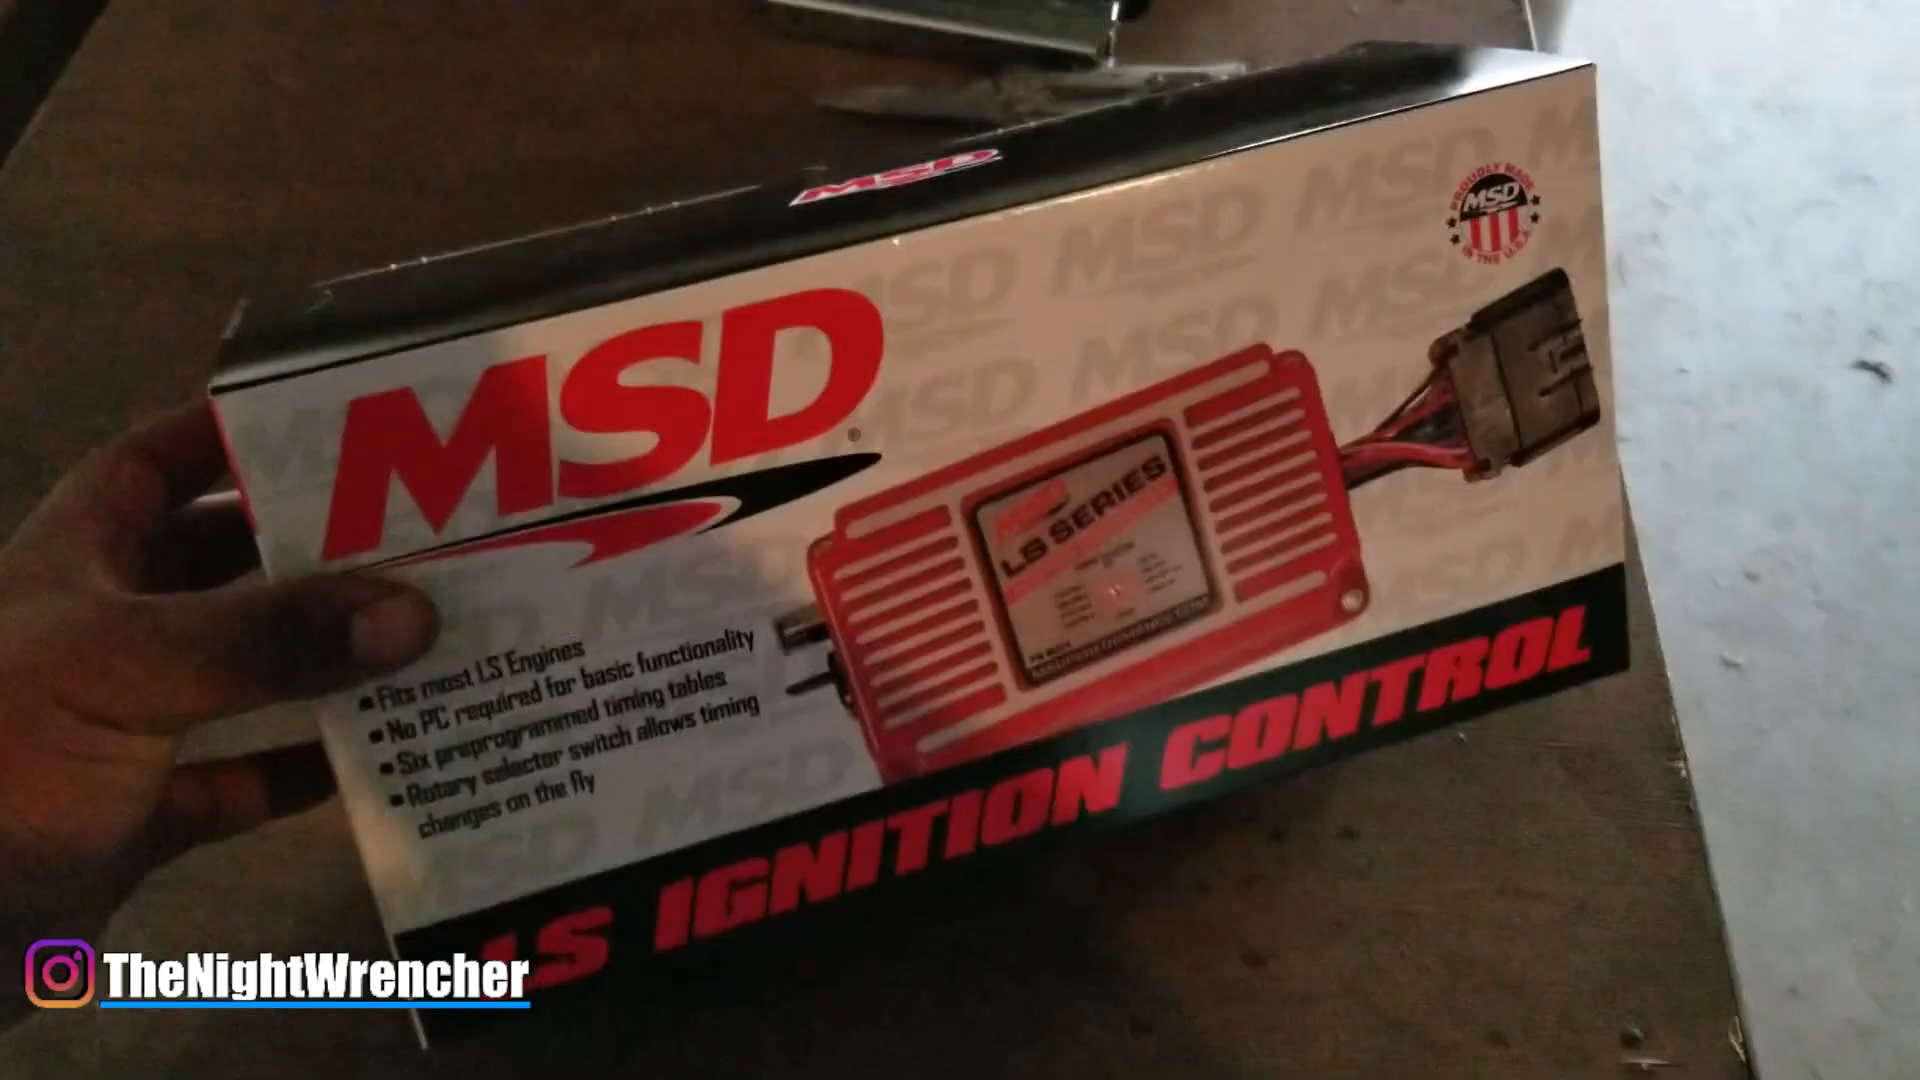 MSD
PROUDLY MADE
MSD
IN THE U.S.A.
MSD®
MSD
LS SERIES
• Fits most LS Engines
• No PC required for basic functionality
• Six preprogrammed timing tables
• Rotary selector switch allows timing
changes on the fly
LS IGNITION CONTROL
TheNightWrencher